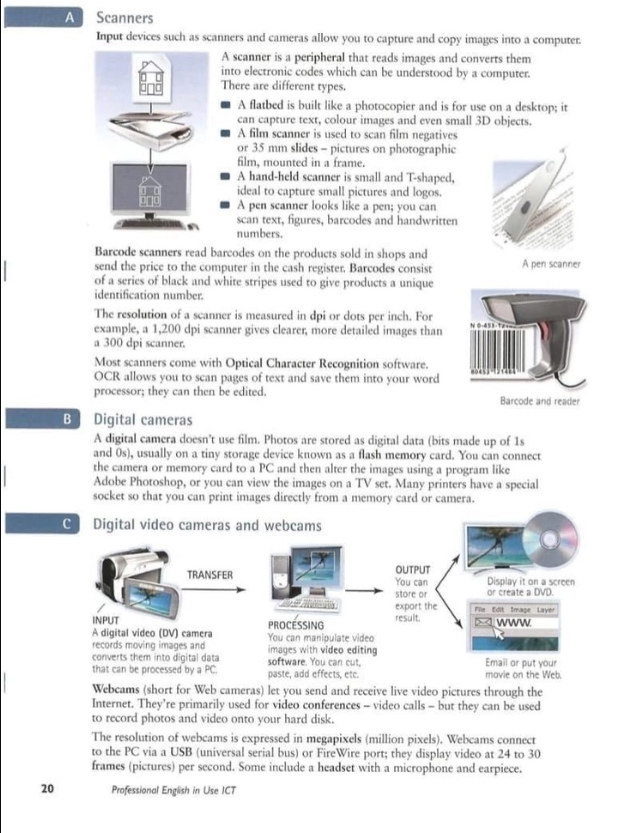 A Scanners
Input devices such as scanners and cameras allow you to capture and copy images into a computer.
A scanner is a peripheral that reads images and converts them
into electronic codes which can be understood by a computer.
There are different types.
A flatbed is built like a photocopier and is for use on a desktop; it
can capture text, colour images and even small 3D objects.
A film scanner is used to scan film negatives
or 35 mm slides – pictures on photographic
film, mounted in a frame.
A hand-held scanner is small and T-shaped,
ideal to capture small pictures and logos.
A pen scanner looks like a pen; you can
scan text, figures, barcodes and handwritten
numbers.
A pen scanner
Barcode scanners read barcodes on the products sold in shops and
send the price to the computer in the cash register. Barcodes consist
of a series of black and white stripes used to give products a unique
identification number.
The resolution of a scanner is measured in dpi or dots per inch. For
example, a 1,200 dpi scanner gives clearer, more detailed images than
a 300 dpi scanner.
Most scanners come with Optical Character Recognition software.
OCR allows you to scan pages of text and save them into your word
processor; they can then be edited.
Barcode and reader
B Digital cameras
A digital camera doesn't use film. Photos are stored as digital data (bits made up of 1s
and 0s), usually on a tiny storage device known as a flash memory card. You can connect
the camera or memory card to a PC and then alter the images using a program like
Adobe Photoshop, or you can view the images on a TV set. Many printers have a special
socket so that you can print images directly from a memory card or camera.
C Digital video cameras and webcams
TRANSFER
INPUT
A digital video (DV) camera
records moving images and
converts them into digital data
that can be processed by a PC.
PROCESSING
You can manipulate video
images with video editing
software. You can cut,
paste, add effects, etc.
OUTPUT
You can
store or
export the
result.
Display it on a screen
or create a DVD.
File Edit Image Layer
WWW.
Email or put your
movie on the Web.
Webcams (short for Web cameras) let you send and receive live video pictures through the
Internet. They're primarily used for video conferences – video calls – but they can be used
to record photos and video onto your hard disk.
The resolution of webcams is expressed in megapixels (million pixels). Webcams connect
to the PC via a USB (universal serial bus) or FireWire port; they display video at 24 to 30
frames (pictures) per second. Some include a headset with a microphone and earpiece.
20 Professional English in Use ICT